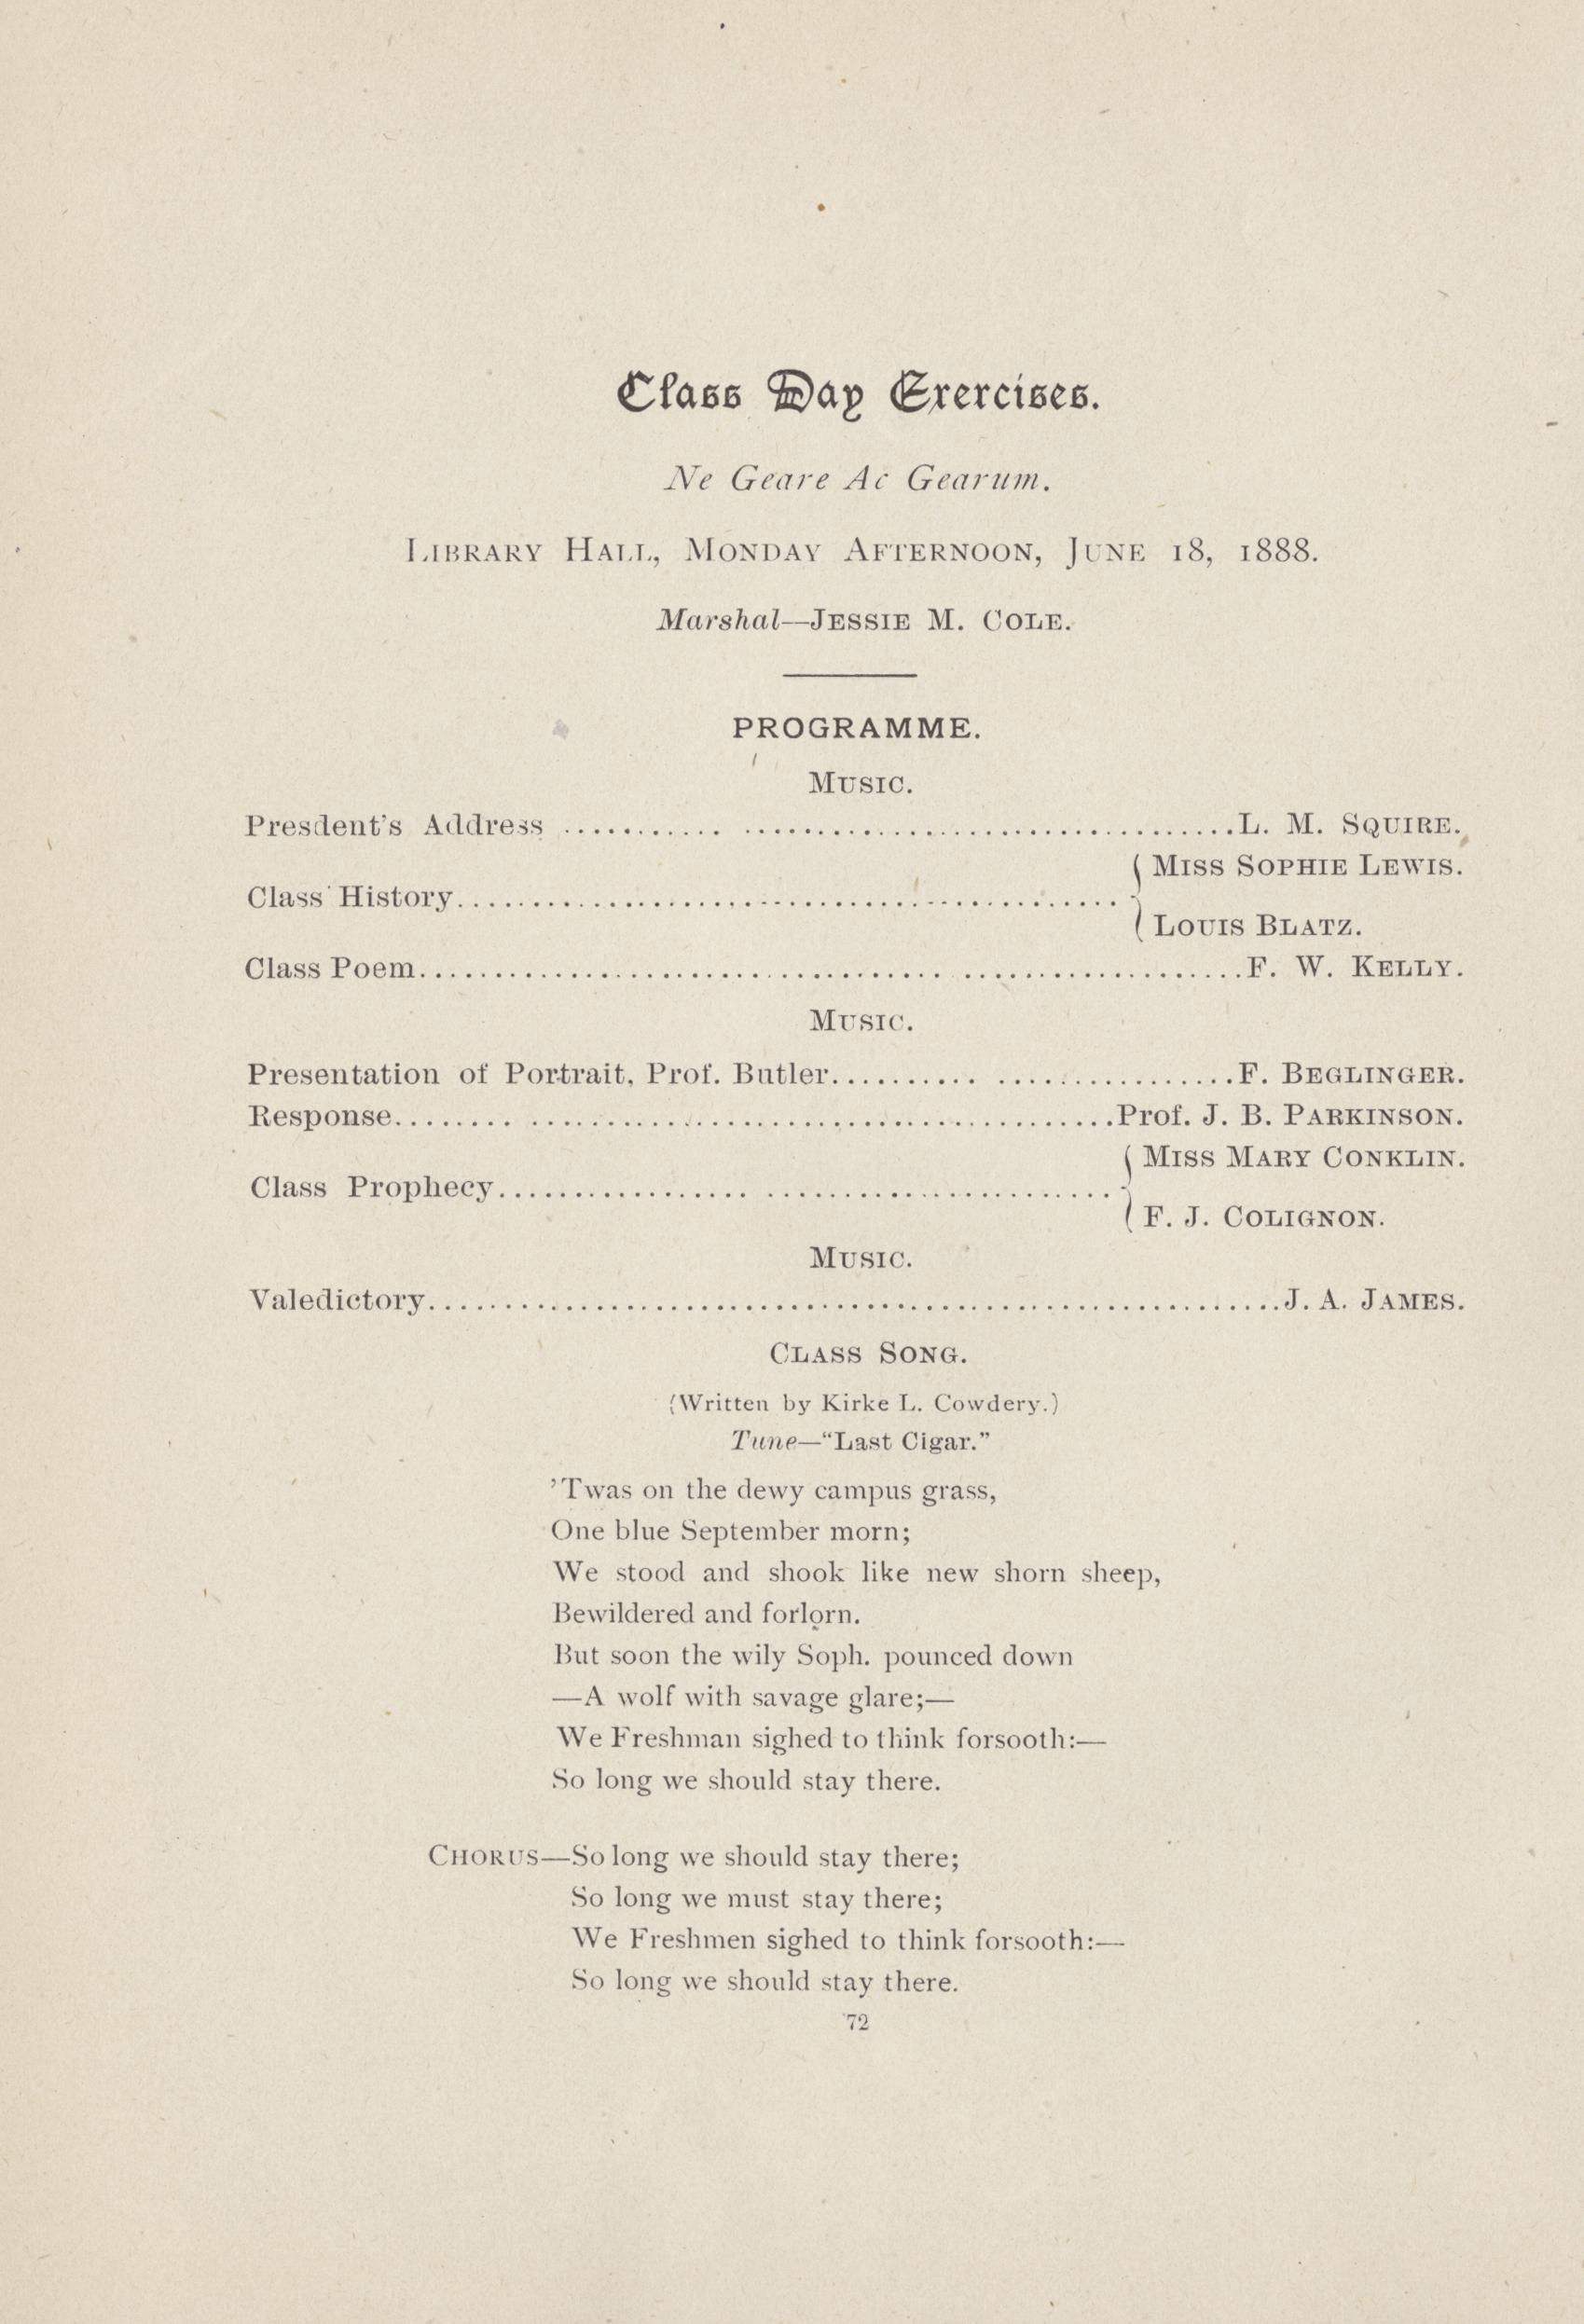 Class Day Exercises.
Ne Geare Ac Gearum.
LIBRARY HALL, MONDAY AFTERNOON, JUNE 18, 1888.
Marshal—JESSIE M. COLE.
PROGRAMME.
MUSIC.
Presdent's Address ........... .................................L. M. SQUIRE.
MISS SOPHIE LEWIS.
Class History.............................................
LOUIS BLATZ.
Class Poem................................... ...................F. W. KELLY.
MUSIC.
Presentation of Portrait, Prof. Butler.......... ................F. BEGLINGER.
Response........ .......................................Prof. J. B. PARKINSON.
MISS MARY CONKLIN.
Class Prophecy................. .......................
F. J. COLIGNON.
MUSIC.
Valedictory.........................................................J. A. JAMES.
CLASS SONG.
(Written by Kirke L. Cowdery.)
Tune—“Last Cigar.”
’Twas on the dewy campus grass,
One blue September morn;
We stood and shook like new shorn sheep,
Bewildered and forlorn.
But soon the wily Soph. pounced down
—A wolf with savage glare;—
We Freshman sighed to think forsooth:—
So long we should stay there.
CHORUS—So long we should stay there;
So long we must stay there;
We Freshmen sighed to think forsooth:—
So long we should stay there.
72